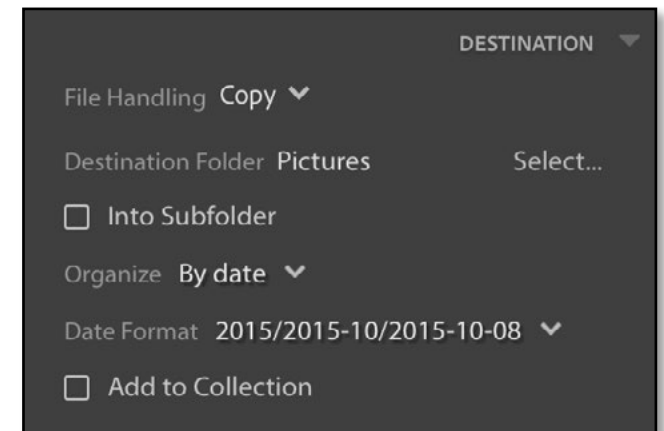 DESTINATION
File Handling Copy
Destination Folder Pictures Select...
Into Subfolder
Organize By date
Date Format 2015/2015-10/2015-10-08
Add to Collection